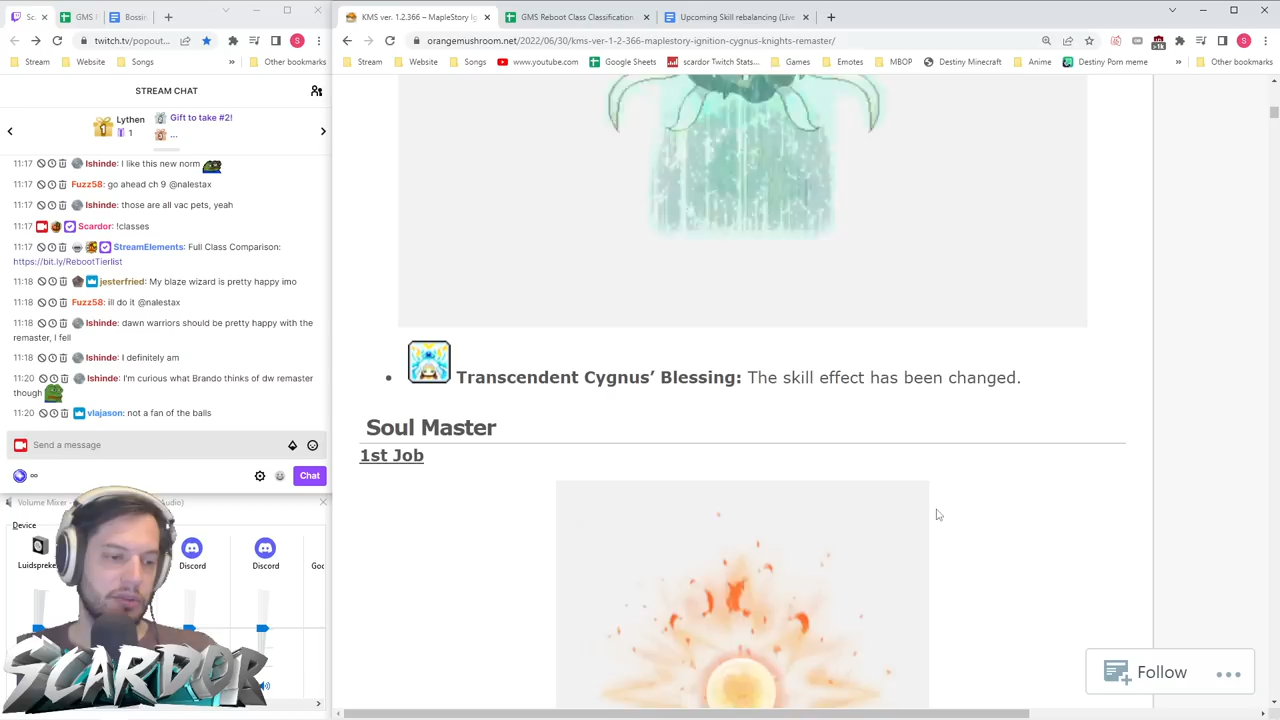 Sc
GMS
Bossin
twitch.tv/popout...
Stream
Website
Songs
Other bookmarks
STREAM CHAT
Lythen
1
Gift to take #2!
...
11:17 Ishinde: I like this new norm
11:17 Fuzz58: go ahead ch 9 @nalestax
11:17 Ishinde: those are all vac pets, yeah
11:17 Scardor: !classes
11:17 StreamElements: Full Class Comparison:
https://bit.ly/RebootTierlist
11:18 jesterfried: My blaze wizard is pretty happy imo
11:18 Fuzz58: ill do it @nalestax
11:18 Ishinde: dawn warriors should be pretty happy with the
remaster, I fell
11:18 Ishinde: I definitely am
11:20 Ishinde: I'm curious what Brando thinks of dw remaster
though
11:20 vlajason: not a fan of the balls
Send a message
∞
Chat
Volume Mixer
Audio)
Device
Luidspreke
Discord
Discord
Goo
SCARDOR
KMS ver. 1.2.366 – MapleStory Ig
GMS Reboot Class Classification
Upcoming Skill rebalancing (Live
orangemushroom.net/2022/06/30/kms-ver-1-2-366-maplestory-ignition-cygnus-knights-remaster/
Stream
Website
Songs
www.youtube.com
Google Sheets
scardor Twitch Stats...
Games
Emotes
MBOP
Destiny Minecraft
Anime
Destiny Porn meme
Other bookmarks
Transcendent Cygnus' Blessing: The skill effect has been changed.
Soul Master
1st Job
Follow